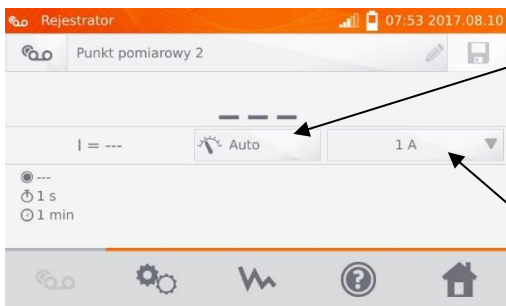 Rejestrator 07:53 2017.08.10
Punkt pomiarowy 2
---
I = --- Auto 1 A
---
1 s
1 min
?